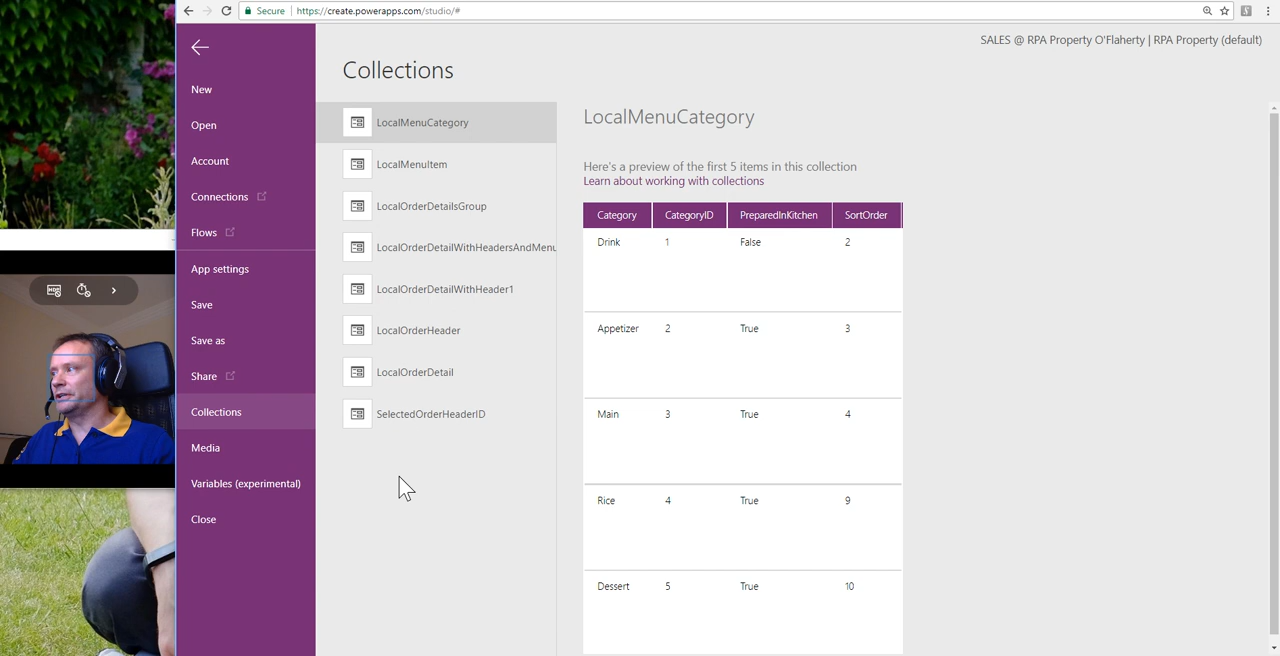 Secure
https://create.powerapps.com/studio/#
SALES @ RPA Property O'Flaherty | RPA Property (default)
New
Open
Account
Connections
Flows
App settings
Save
Save as
Share
Collections
Media
Variables (experimental)
Close
Collections
LocalMenuCategory
LocalMenuItem
LocalOrderDetailsGroup
LocalOrderDetailWithHeadersAndMenu
LocalOrderDetailWithHeader1
LocalOrderHeader
LocalOrderDetail
SelectedOrderHeaderID
LocalMenuCategory
Here's a preview of the first 5 items in this collection
Learn about working with collections
Category CategoryID PreparedInKitchen SortOrder
Drink 1 False 2
Appetizer 2 True 3
Main 3 True 4
Rice 4 True 9
Dessert 5 True 10